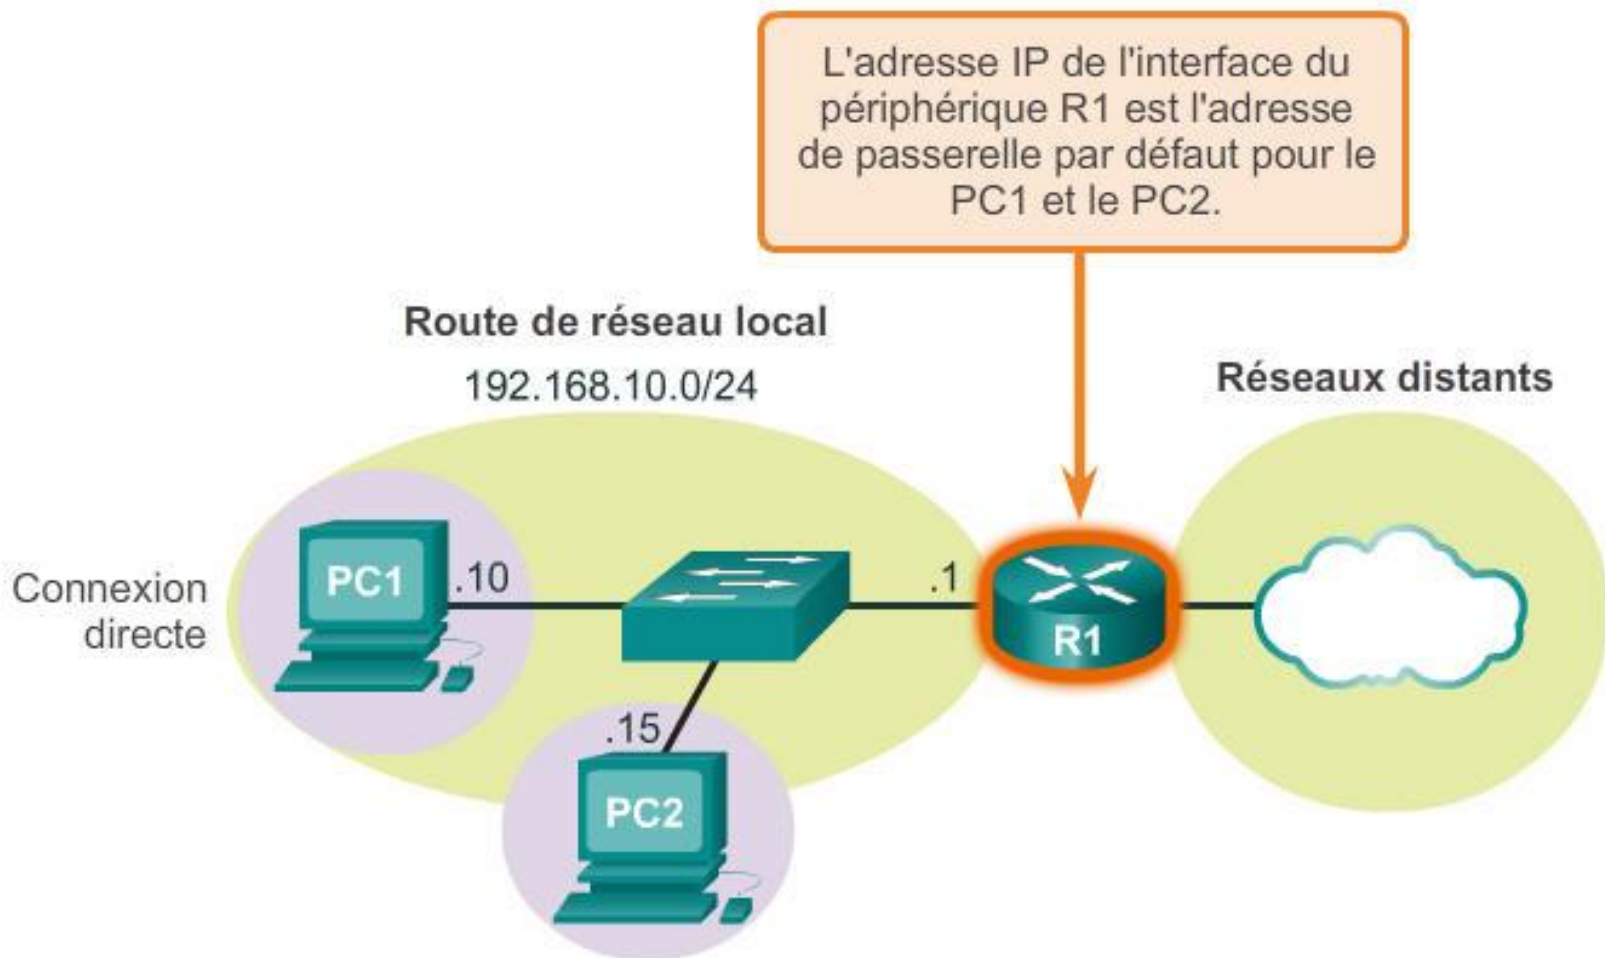 L'adresse IP de l'interface du
périphérique R1 est l'adresse
de passerelle par défaut pour le
PC1 et le PC2.
Route de réseau local
192.168.10.0/24
Réseaux distants
Connexion
directe
PC1
.10
.1
R1
.15
PC2